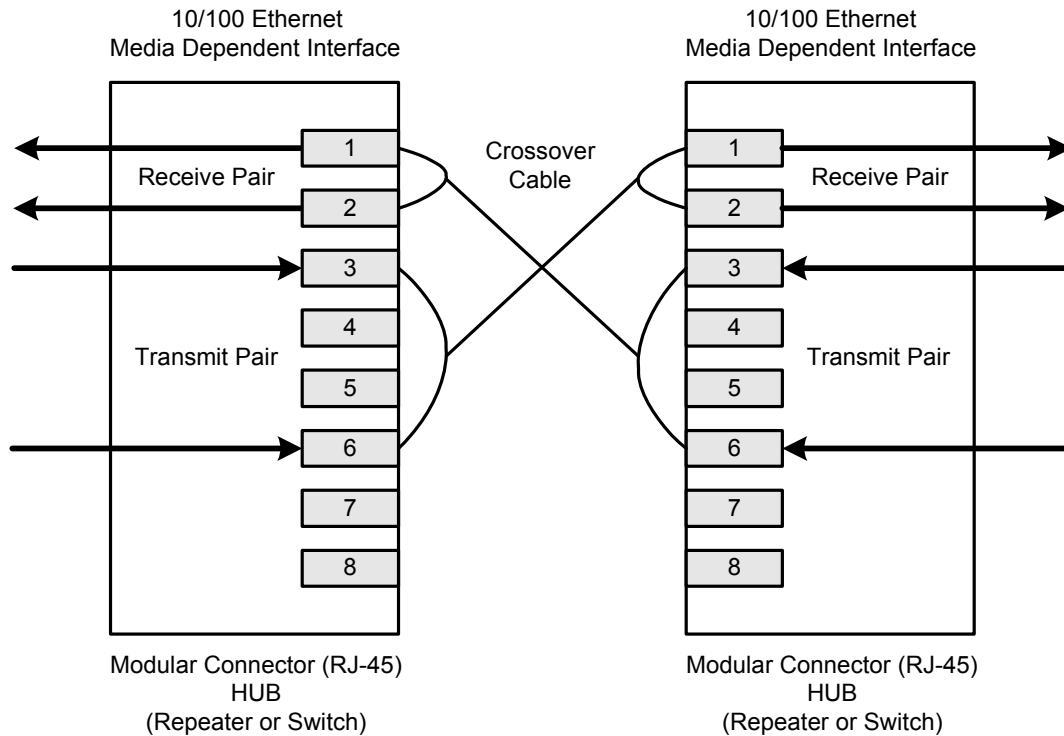 10/100 Ethernet
Media Dependent Interface
10/100 Ethernet
Media Dependent Interface
1
Receive Pair
2
3
4
Transmit Pair
5
6
7
8
Crossover
Cable
1
Receive Pair
2
3
4
Transmit Pair
5
6
7
8
Modular Connector (RJ-45)
HUB
(Repeater or Switch)
Modular Connector (RJ-45)
HUB
(Repeater or Switch)